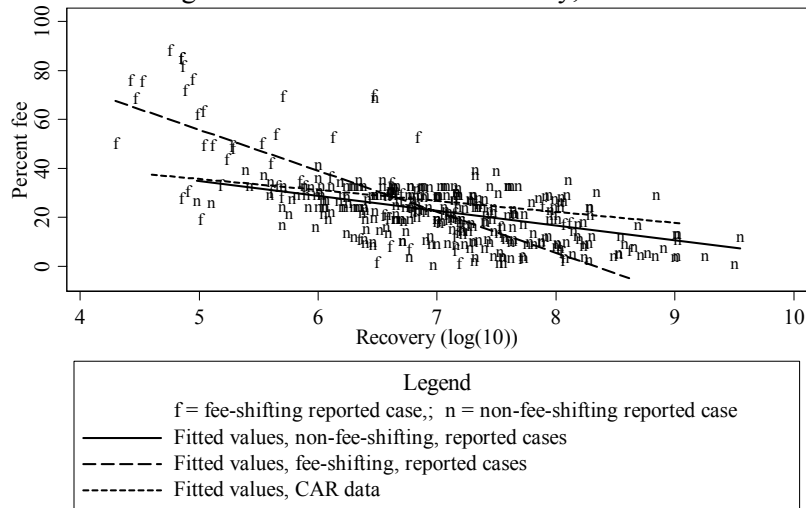 Percent fee
100
80
60
40
20
0
4 5 6 7 8 9 10
Recovery (log(10))
Legend
f = fee-shifting reported case,; n = non-fee-shifting reported case
Fitted values, non-fee-shifting, reported cases
Fitted values, fee-shifting, reported cases
Fitted values, CAR data